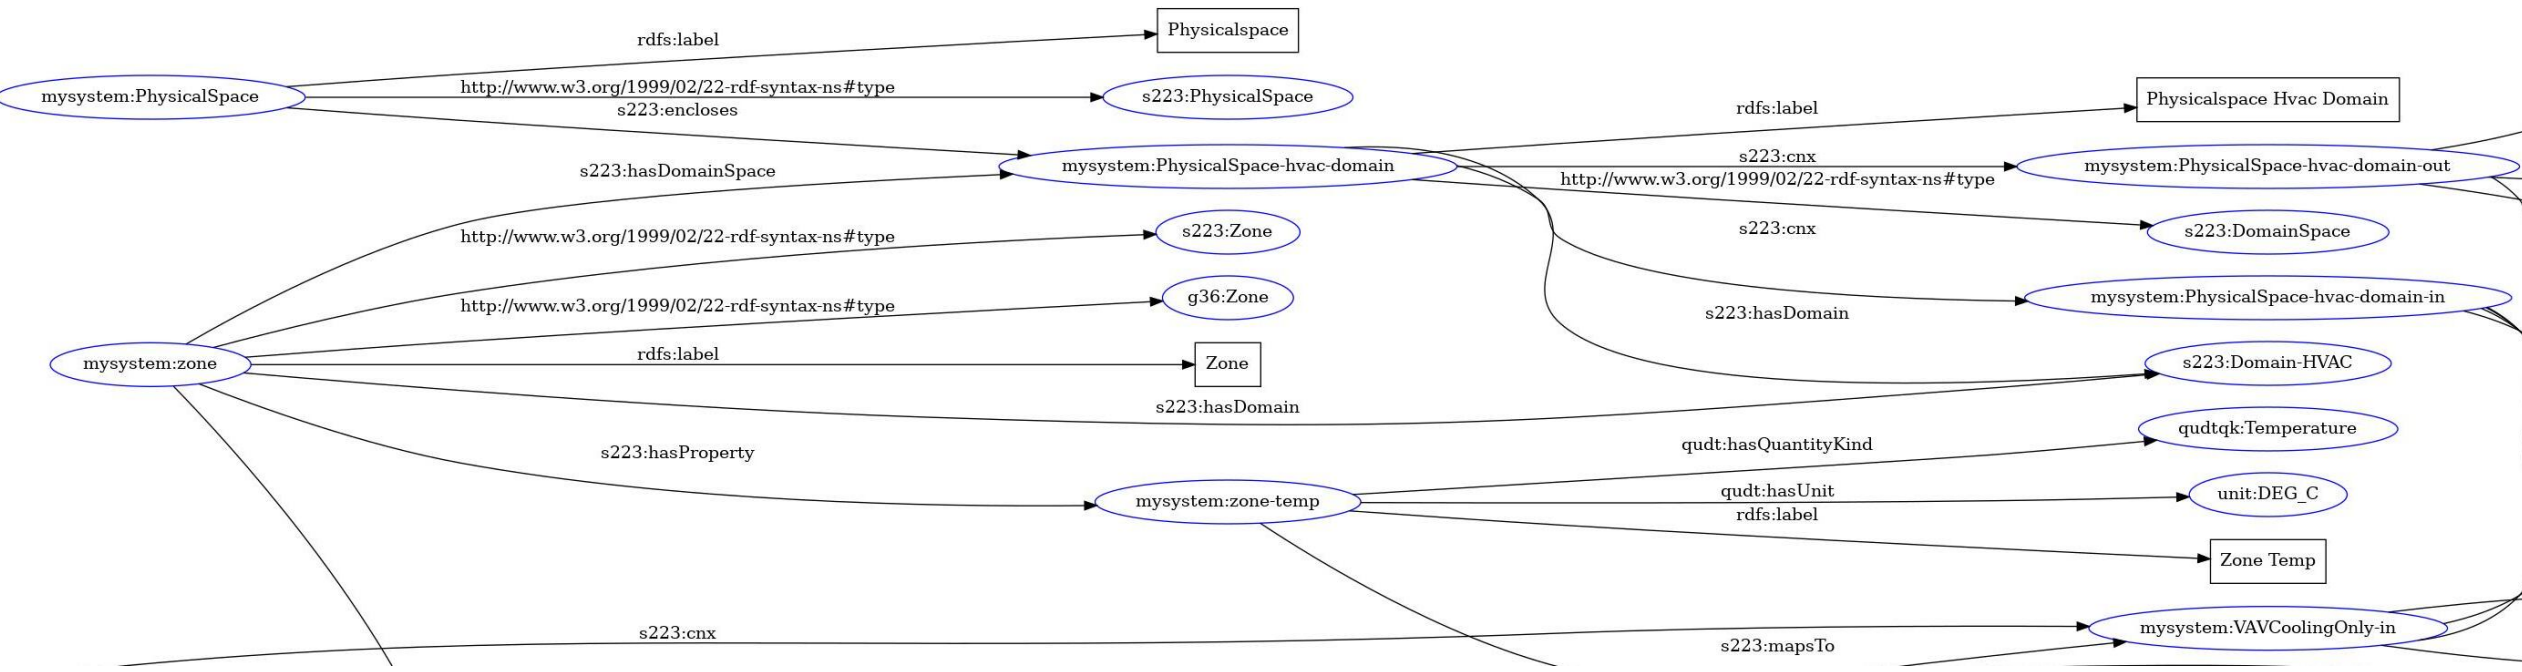 Physicalspace
rdfs:label
http://www.w3.org/1999/02/22-rdf-syntax-ns#type
mysystem:PhysicalSpace
s223:PhysicalSpace
Physicalspace Hvac Domain
s223:encloses
rdfs:label
s223:cnx
mysystem:PhysicalSpace-hvac-domain
mysystem:PhysicalSpace-hvac-domain-out
s223:hasDomainSpace
http://www.w3.org/1999/02/22-rdf-syntax-ns#type
s223:cnx
s223:Zone
s223:DomainSpace
http://www.w3.org/1999/02/22-rdf-syntax-ns#type
g36:Zone
mysystem:PhysicalSpace-hvac-domain-in
http://www.w3.org/1999/02/22-rdf-syntax-ns#type
s223:hasDomain
rdfs:label
mysystem:zone
Zone
s223:Domain-HVAC
s223:hasDomain
qudtqk:Temperature
qudt:hasQuantityKind
s223:hasProperty
qudt:hasUnit
unit:DEG_C
mysystem:zone-temp
rdfs:label
Zone Temp
s223:cnx
mysystem:VAVCoolingOnly-in
s223:mapsTo